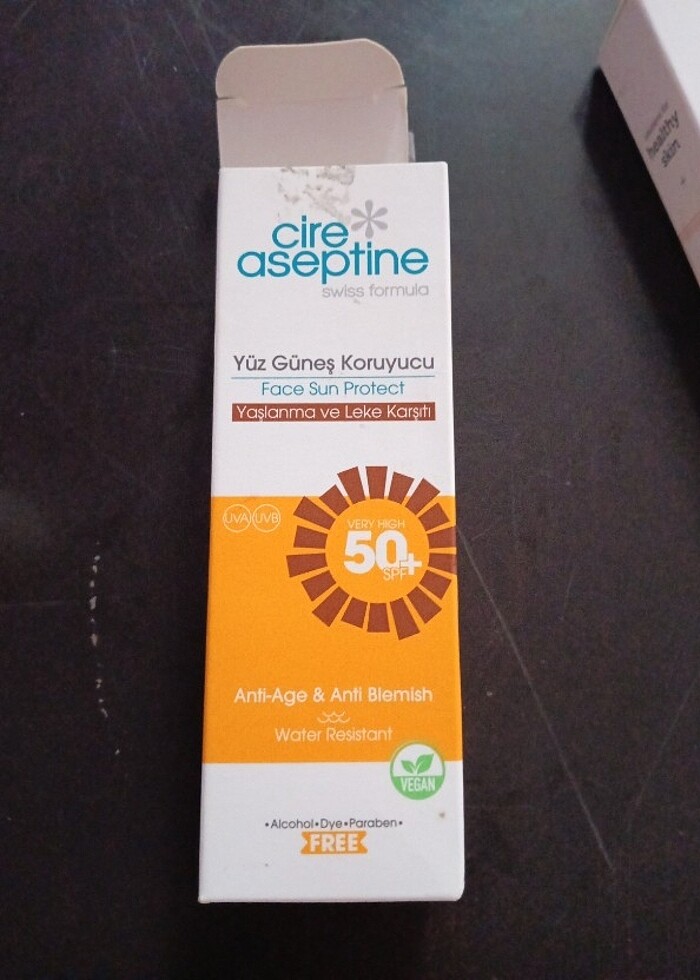 cire
aseptine
swiss formula
Yüz Güneş Koruyucu
Face Sun Protect
Yaşlanma ve Leke Karşıtı
UVA UVB
VERY HIGH
50+
SPF
Anti-Age & Anti Blemish
Water Resistant
VEGAN
•Alcohol•Dye•Paraben•
FREE
healthy
skin